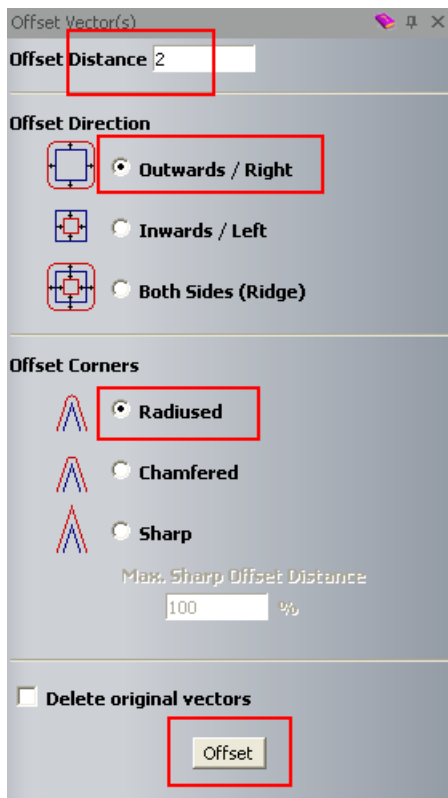 Offset Vector(s)
Offset Distance 2
Offset Direction
Outwards / Right
Inwards / Left
Both Sides (Ridge)
Offset Corners
Radiused
Chamfered
Sharp
Max. Sharp Offset Distance
100 %
Delete original vectors
Offset